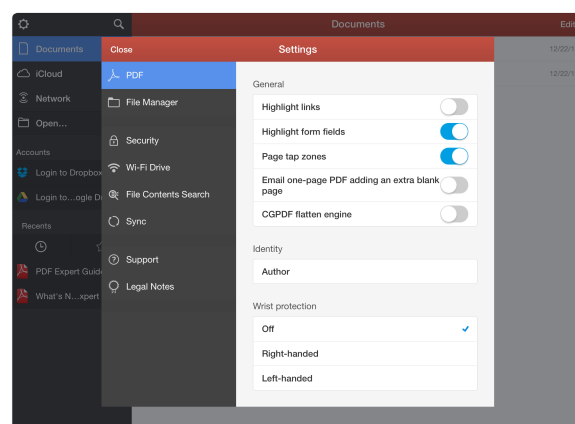 Documents
Edit
Documents
iCloud
Network
Open...
Accounts
Login to Dropbox
Login to...ogle D
Recents
PDF Expert Guid
What's N...xpert
12/22/1
12/22/1
Close
Settings
PDF
File Manager
Security
Wi-Fi Drive
File Contents Search
Sync
Support
Legal Notes
General
Highlight links
Highlight form fields
Page tap zones
Email one-page PDF adding an extra blank
page
CGPDF flatten engine
Identity
Author
Wrist protection
Off
Right-handed
Left-handed